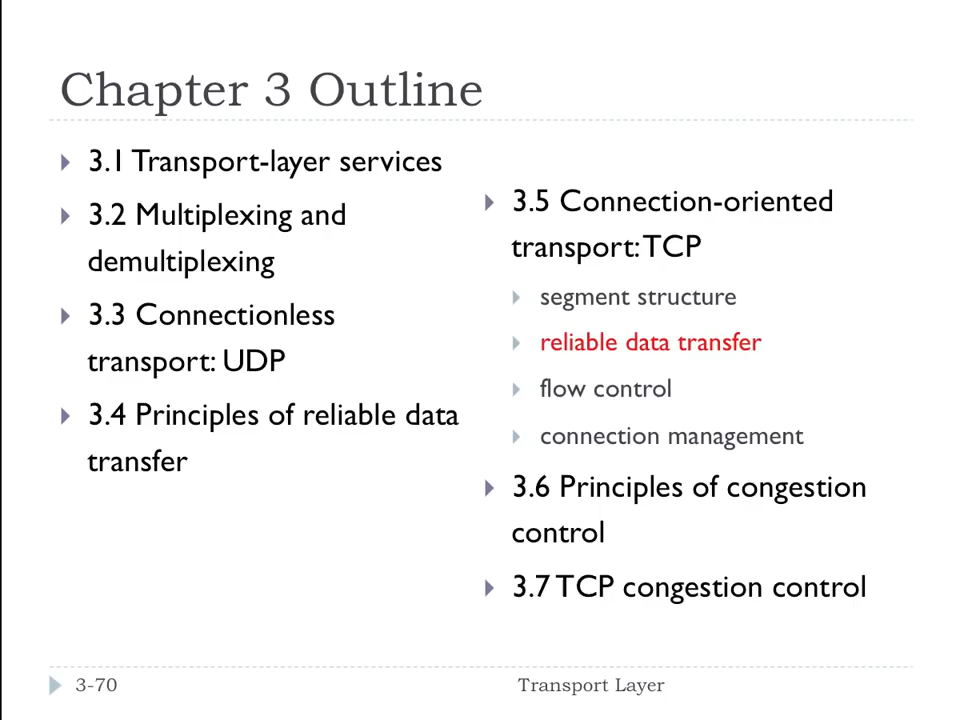 Chapter 3 Outline
3.1 Transport-layer services
3.2 Multiplexing and
demultiplexing
3.3 Connectionless
transport: UDP
3.4 Principles of reliable data
transfer
3.5 Connection-oriented
transport: TCP
segment structure
reliable data transfer
flow control
connection management
3.6 Principles of congestion
control
3.7 TCP congestion control
3-70
Transport Layer